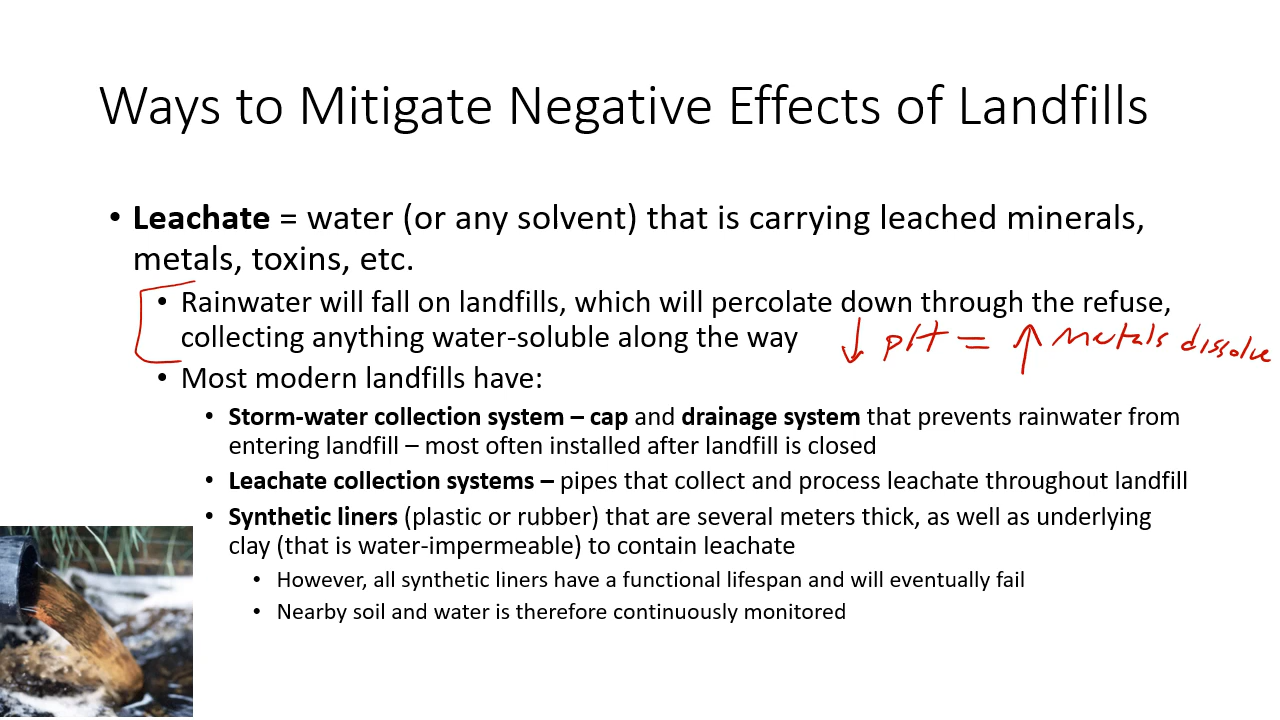 Ways to Mitigate Negative Effects of Landfills
• Leachate = water (or any solvent) that is carrying leached minerals,
metals, toxins, etc.
• Rainwater will fall on landfills, which will percolate down through the refuse,
collecting anything water-soluble along the way
↓ pH = ↑ Metals dissolve
• Most modern landfills have:
• Storm-water collection system – cap and drainage system that prevents rainwater from
entering landfill – most often installed after landfill is closed
• Leachate collection systems – pipes that collect and process leachate throughout landfill
• Synthetic liners (plastic or rubber) that are several meters thick, as well as underlying
clay (that is water-impermeable) to contain leachate
• However, all synthetic liners have a functional lifespan and will eventually fail
• Nearby soil and water is therefore continuously monitored